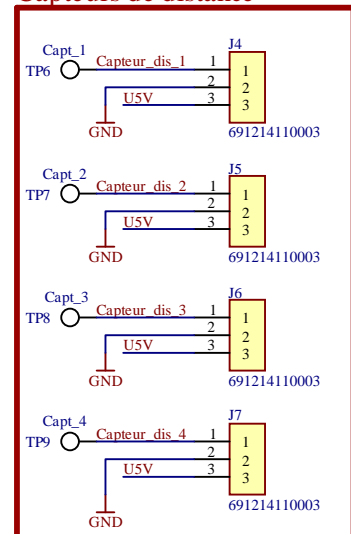 Capteurs de distance
Capt_1
J4
TP6
Capteur_dis_1
1
1
2
2
U5V
3
3
GND
691214110003
Capt_2
J5
TP7
Capteur_dis_2
1
1
2
2
U5V
3
3
GND
691214110003
Capt_3
J6
TP8
Capteur_dis_3
1
1
2
2
U5V
3
3
GND
691214110003
Capt_4
J7
TP9
Capteur_dis_4
1
1
2
2
U5V
3
3
GND
691214110003